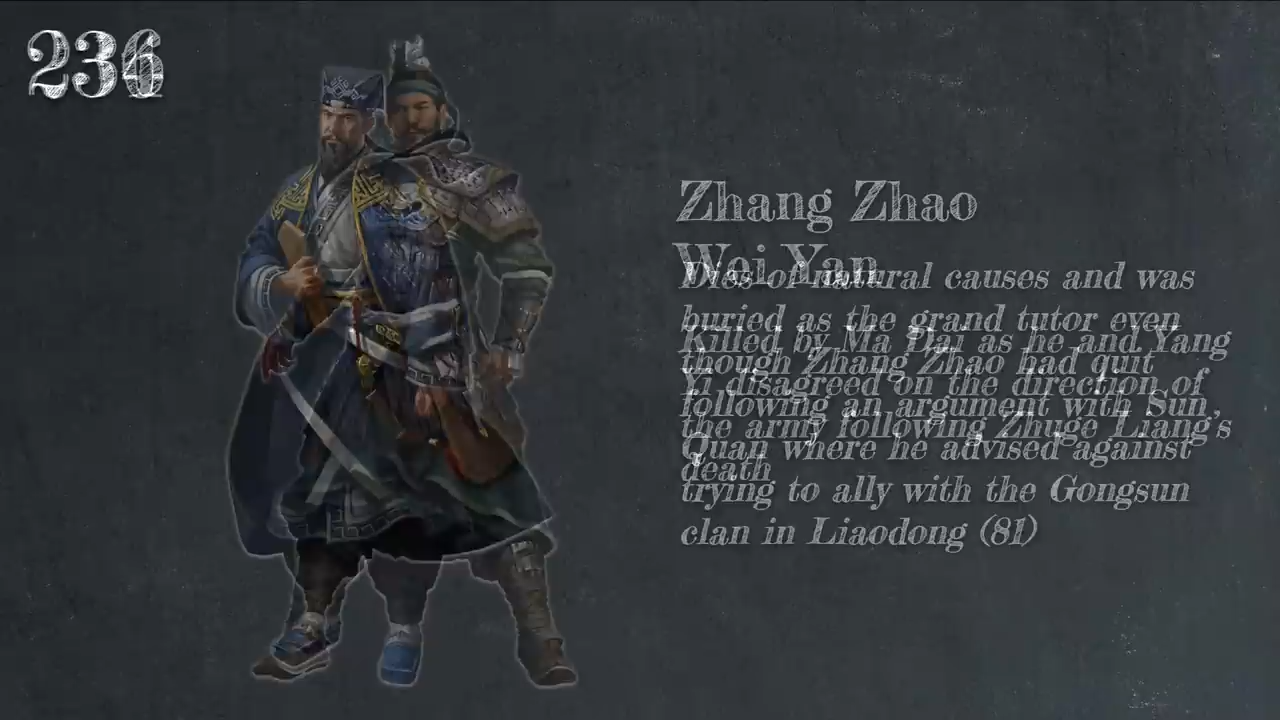 236
Zhang Zhao
Wei Yan
Dies of natural causes and was
buried as the grand tutor even
though Zhang Zhao had quit
following an argument with Sun
Quan where he advised against
trying to ally with the Gongsun
clan in Liaodong (81)
Killed by Ma Dai as he and Yang
Yi disagreed on the direction of
the army following Zhuge Liang's
death